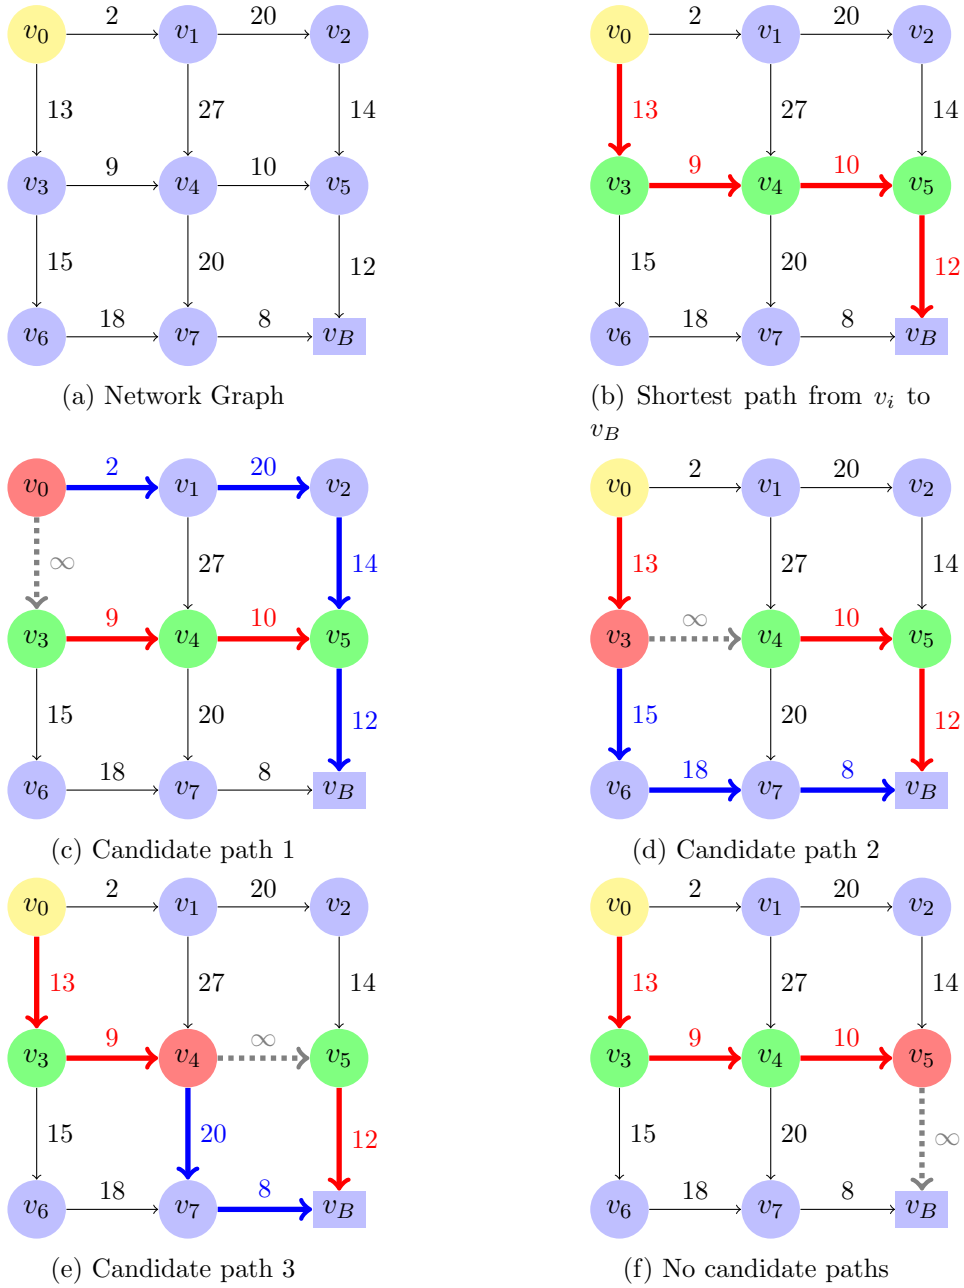 v0 2 v1 20 v2
13 27 14
v3 9 v4 10 v5
15 20 12
v6 18 v7 8 vB
(a) Network Graph
v0 2 v1 20 v2
13 27 14
v3 9 v4 10 v5
15 20 12
v6 18 v7 8 vB
(b) Shortest path from vi to
vB
v0 2 v1 20 v2
∞ 27 14
v3 9 v4 10 v5
15 20 12
v6 18 v7 8 vB
(c) Candidate path 1
v0 2 v1 20 v2
13 27 14
v3 ∞ v4 10 v5
15 20 12
v6 18 v7 8 vB
(d) Candidate path 2
v0 2 v1 20 v2
13 27 14
v3 9 v4 ∞ v5
15 20 12
v6 18 v7 8 vB
(e) Candidate path 3
v0 2 v1 20 v2
13 27 14
v3 9 v4 10 v5
15 20 ∞
v6 18 v7 8 vB
(f) No candidate paths